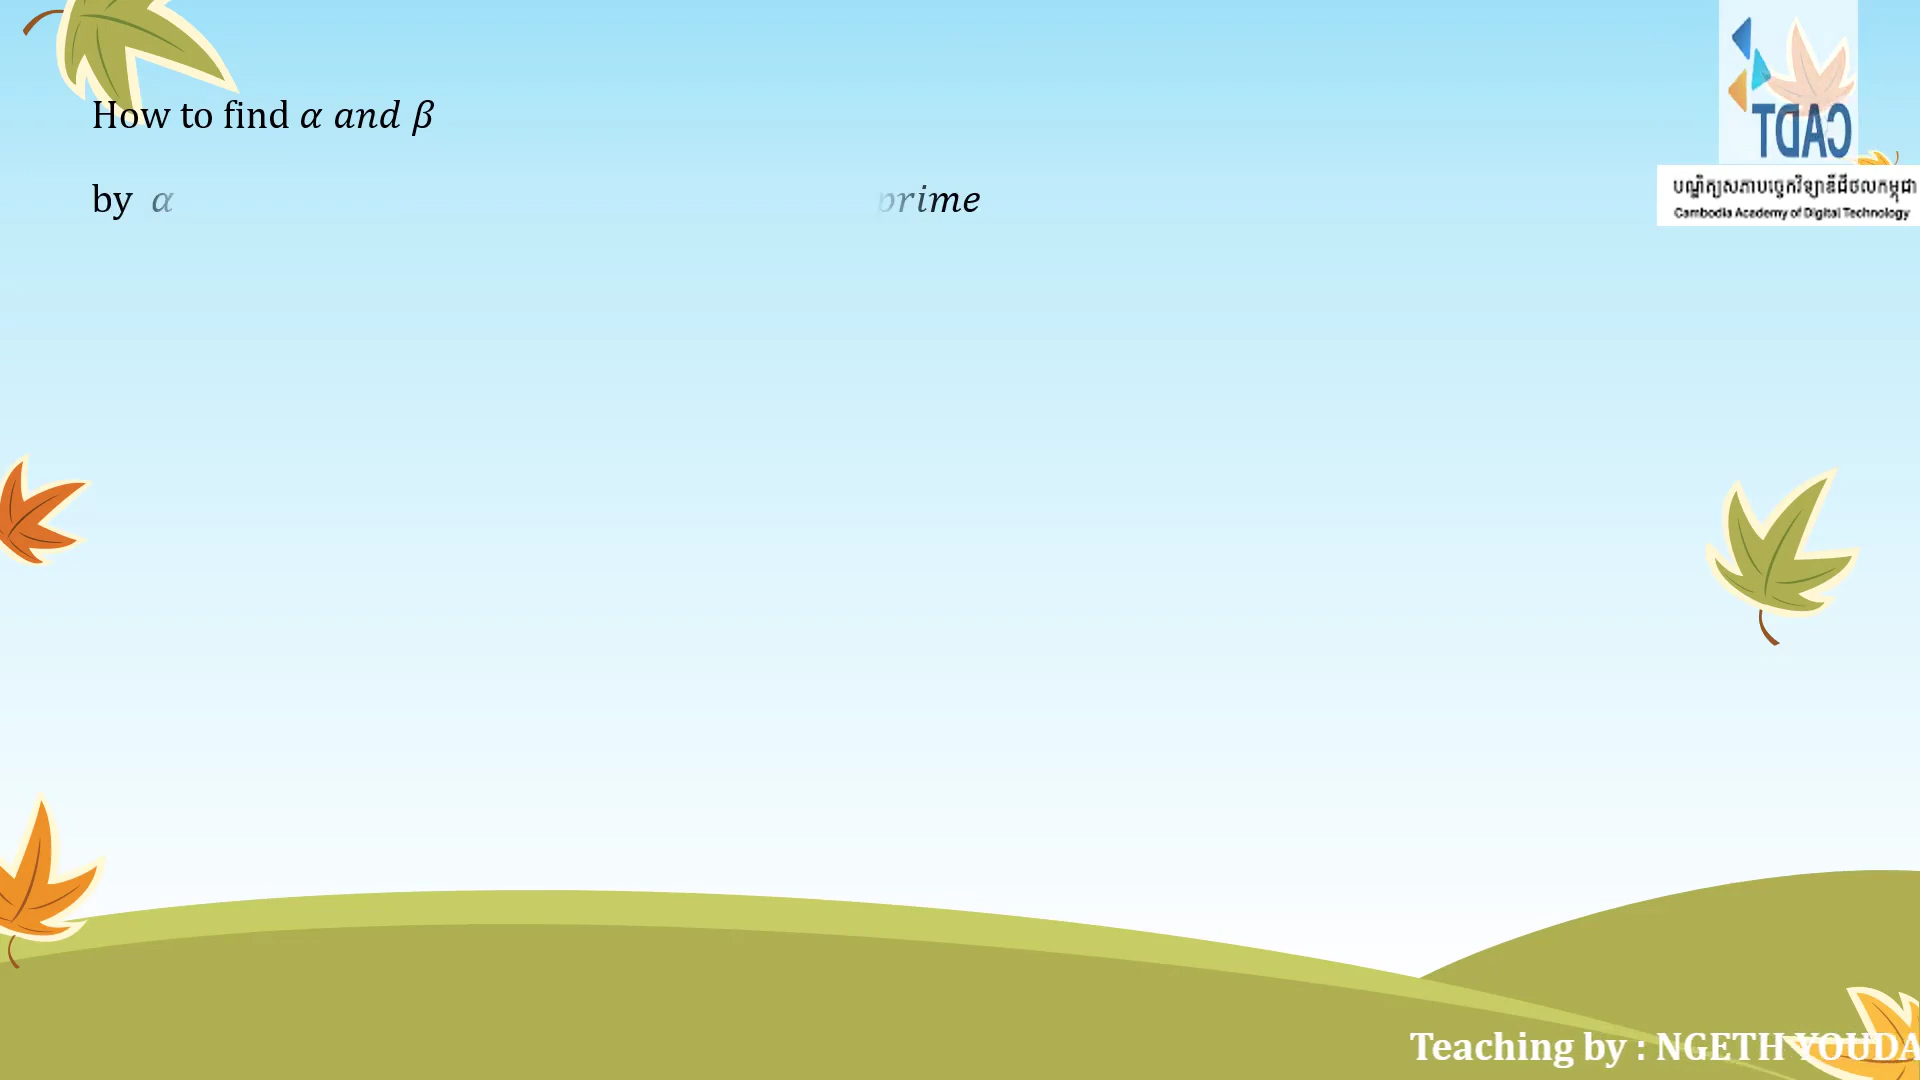 How to find α and β
by α prime
CADT
បណ្ឌិត្យសភាបច្ចេកវិទ្យាឌីជីថលកម្ពុជា
Cambodia Academy of Digital Technology
Teaching by : NGETH YOUDA